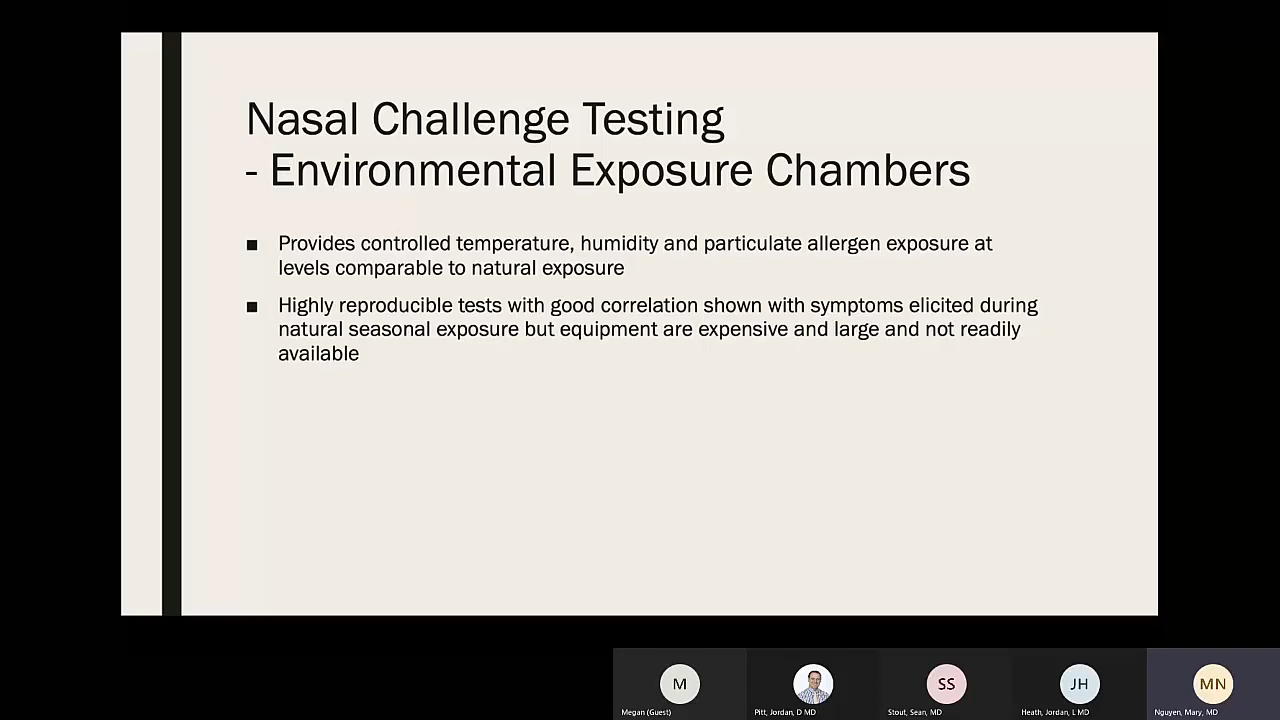 Nasal Challenge Testing
- Environmental Exposure Chambers
■ Provides controlled temperature, humidity and particulate allergen exposure at
levels comparable to natural exposure
■ Highly reproducible tests with good correlation shown with symptoms elicited during
natural seasonal exposure but equipment are expensive and large and not readily
available
M
SS
JH
MN
Megan (Guest)
Pitt, Jordan, D MD
Stout, Sean, MD
Heath, Jordan, L MD
Nguyen, Mary, MD